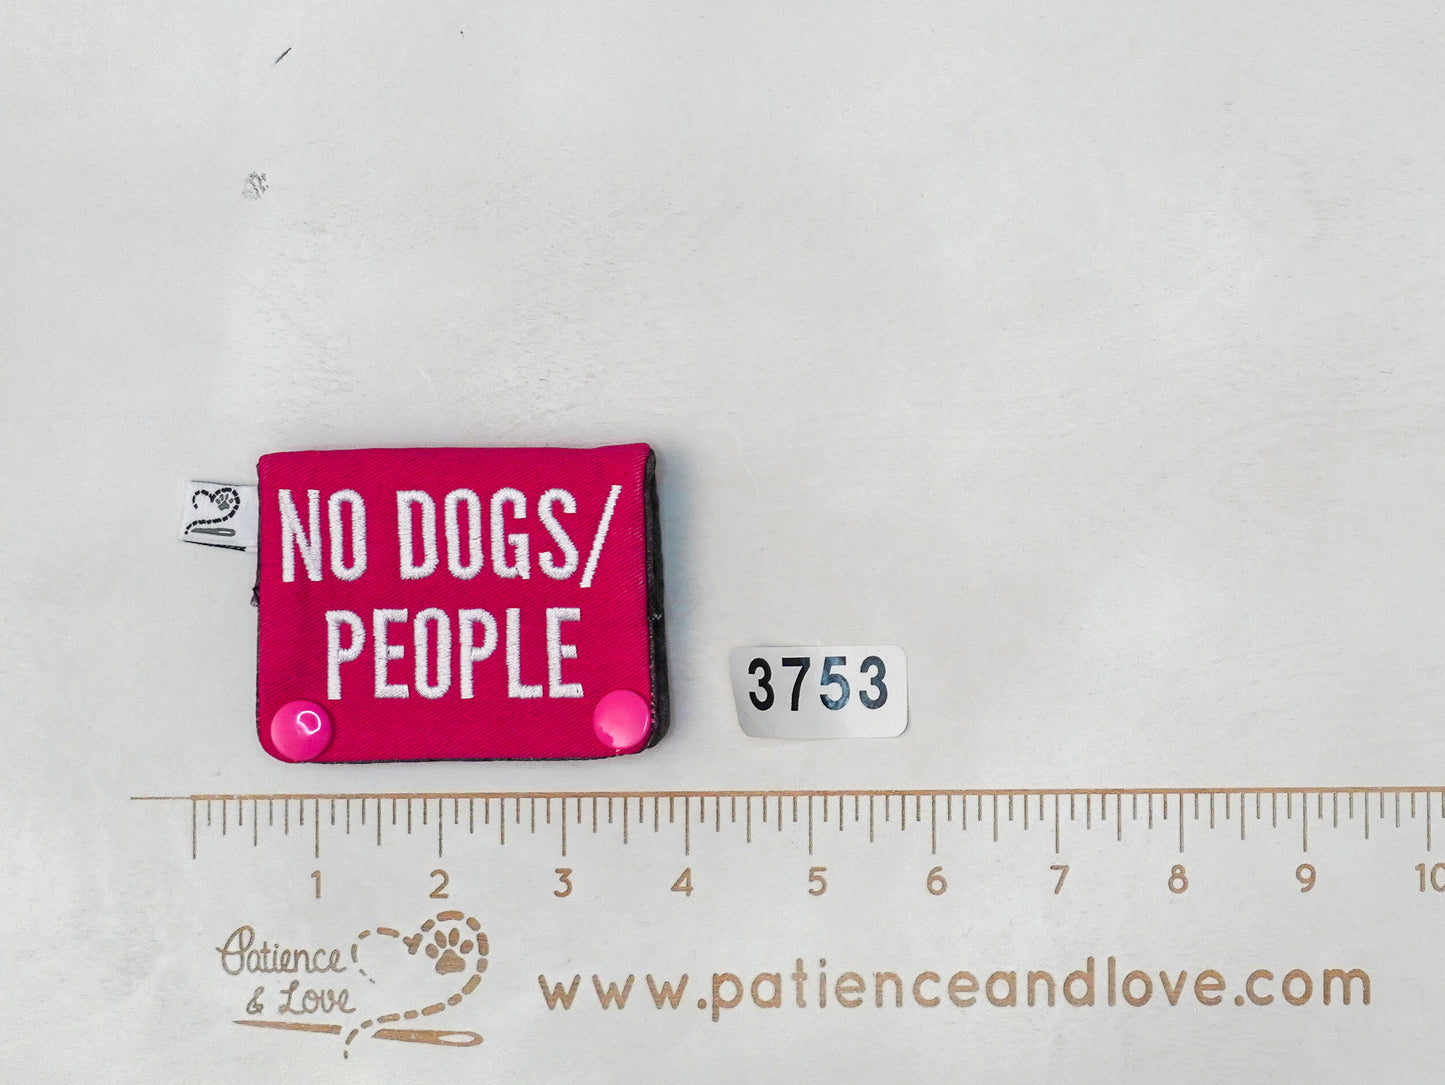 NO DOGS/
PEOPLE
3753
1 2 3 4 5 6 7 8 9 10
Patience
& Love
www.patienceandlove.com